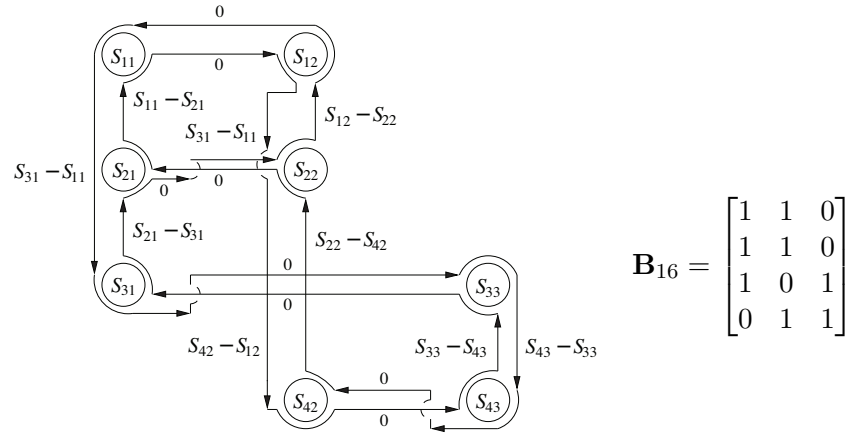 0
S₁₁ S₁₂
0
S₁₁ – S₂₁
S₃₁ – S₁₁
S₁₂ – S₂₂
S₃₁ – S₁₁
S₂₁ S₂₂
0 0
S₂₁ – S₃₁
S₂₂ – S₄₂
0
S₃₁ S₃₃
0
S₄₂ – S₁₂
S₃₃ – S₄₃
S₄₃ – S₃₃
0
S₄₂ S₄₃
0
B₁₆ =
1 1 0
1 1 0
1 0 1
0 1 1